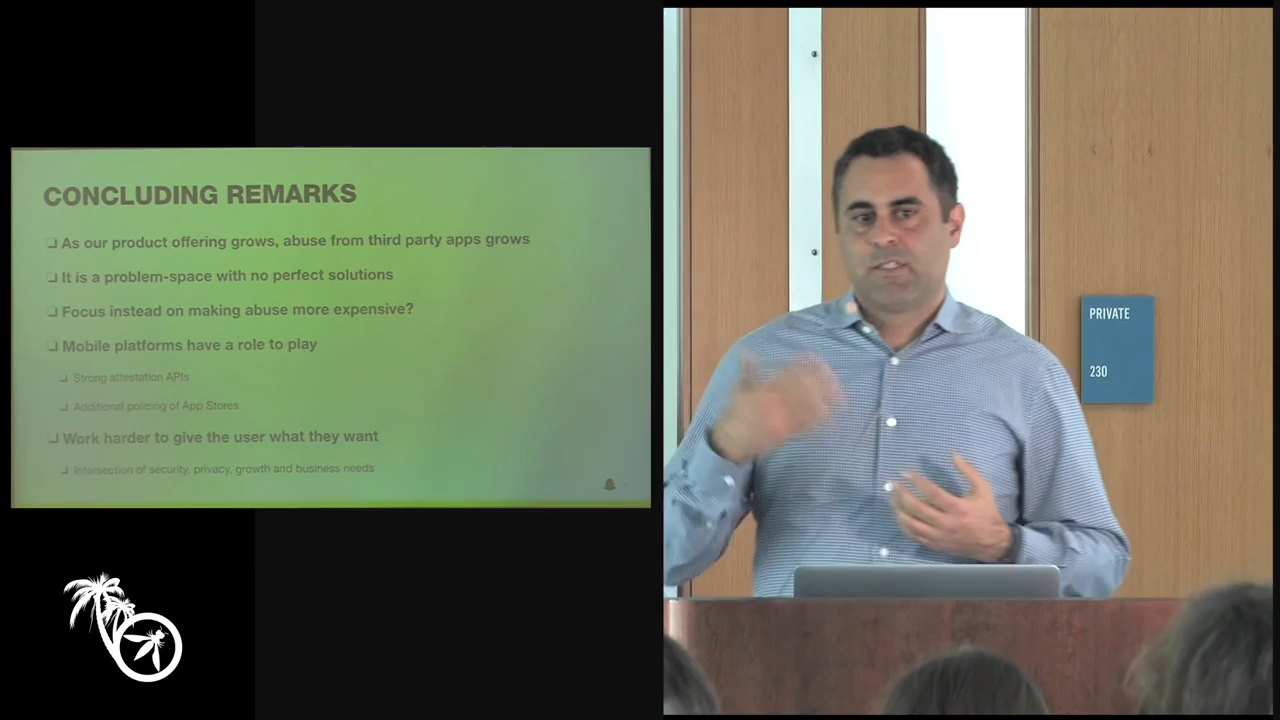 CONCLUDING REMARKS
As our product offering grows, abuse from third party apps grows
It is a problem-space with no perfect solutions
Focus instead on making abuse more expensive?
Mobile platforms have a role to play
Strong attestation APIs
Additional policing of App Stores
Work harder to give the user what they want
Intersection of security, privacy, growth and business needs
PRIVATE
230